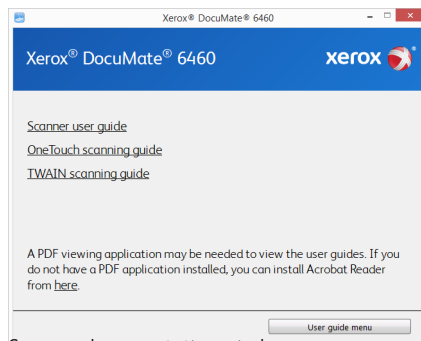 Xerox® DocuMate® 6460
Xerox® DocuMate® 6460
xerox
Scanner user guide
OneTouch scanning guide
TWAIN scanning guide
A PDF viewing application may be needed to view the user guides. If you
do not have a PDF application installed, you can install Acrobat Reader
from here.
User guide menu